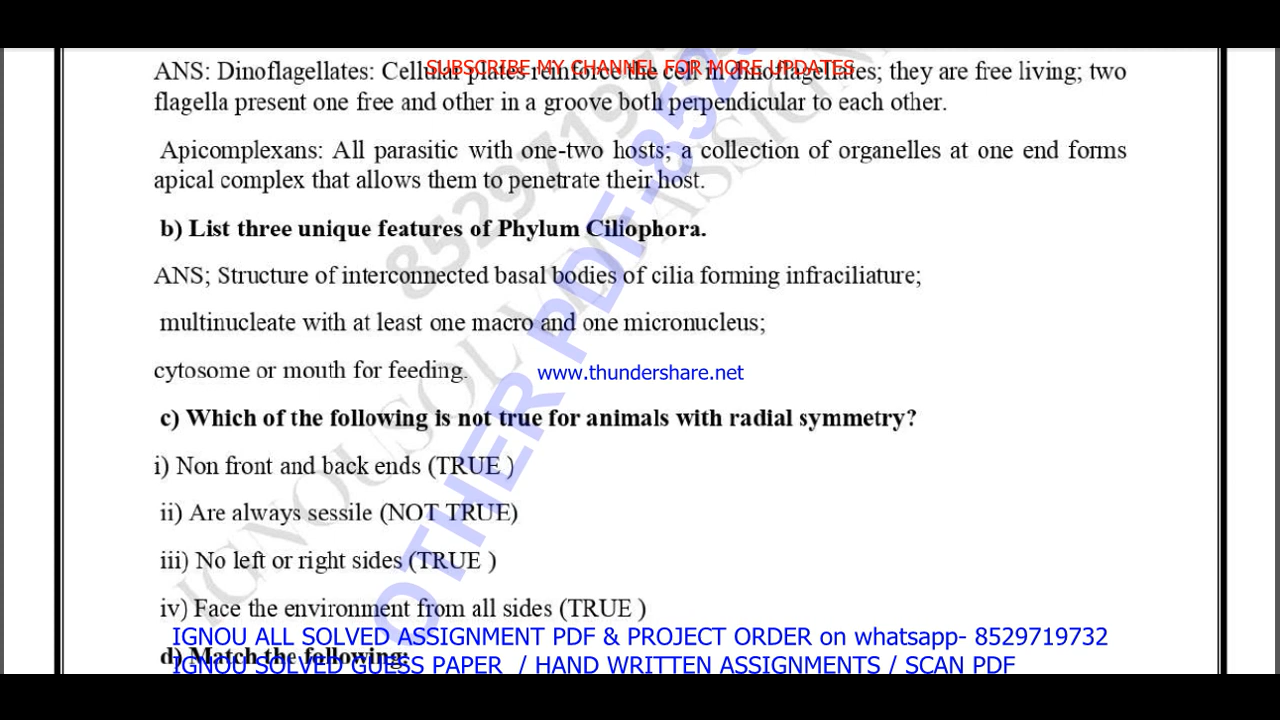 SUBSCRIBE MY CHANNEL FOR MORE UPDATES
ANS: Dinoflagellates: Cellular plates reinforce the cell in dinoflagellates; they are free living; two
flagella present one free and other in a groove both perpendicular to each other.
Apicomplexans: All parasitic with one-two hosts; a collection of organelles at one end forms
apical complex that allows them to penetrate their host.
b) List three unique features of Phylum Ciliophora.
ANS; Structure of interconnected basal bodies of cilia forming infraciliature;
multinucleate with at least one macro and one micronucleus;
cytosome or mouth for feeding.
www.thundershare.net
c) Which of the following is not true for animals with radial symmetry?
i) Non front and back ends (TRUE )
ii) Are always sessile (NOT TRUE)
iii) No left or right sides (TRUE )
iv) Face the environment from all sides (TRUE )
IGNOU ALL SOLVED ASSIGNMENT PDF & PROJECT ORDER on whatsapp- 8529719732
d) Match the following:
IGNOU SOLVED GUESS PAPER / HAND WRITTEN ASSIGNMENTS / SCAN PDF
OTHER PDF-852